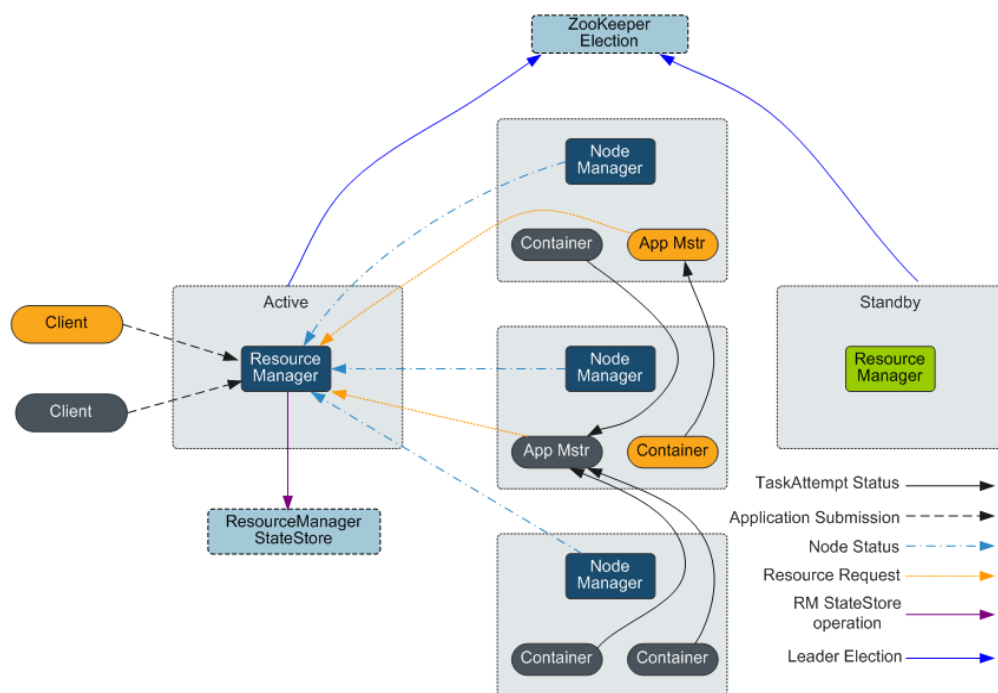 ZooKeeper
Election
Node
Manager
Container
App Mstr
Active
Standby
Client
Resource
Manager
Node
Manager
Resource
Manager
Client
App Mstr
Container
TaskAttempt Status
ResourceManager
StateStore
Application Submission
Node Status
Node
Manager
Resource Request
RM StateStore
operation
Container
Container
Leader Election